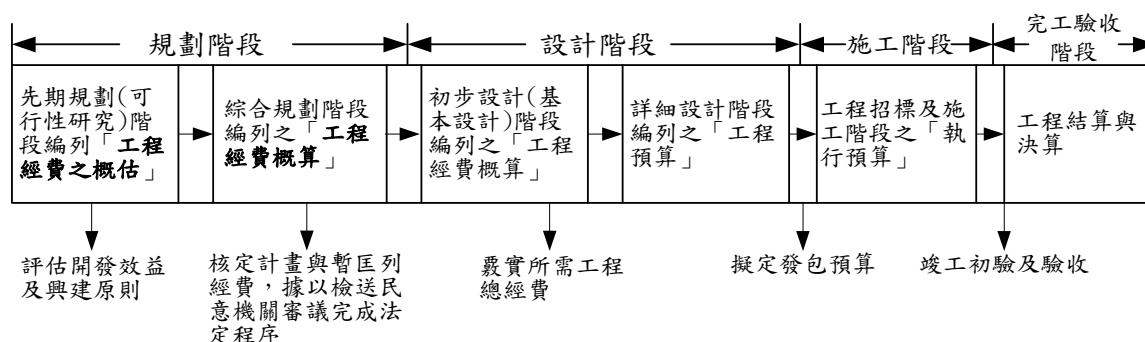 規劃階段
設計階段
施工階段
完工驗收
階段
先期規劃(可
行性研究)階
段編列「工程
經費之概估」
綜合規劃階段
編列之「工程
經費概算」
初步設計(基
本設計)階段
編列之「工程
經費概算」
詳細設計階段
編列之「工程
預算」
工程招標及施
工階段之「執
行預算」
工程結算與
決算
評估開發效益
及興建原則
核定計畫與暫匡列
經費，據以檢送民
意機關審議完成法
定程序
覈實所需工程
總經費
擬定發包預算
竣工初驗及驗收